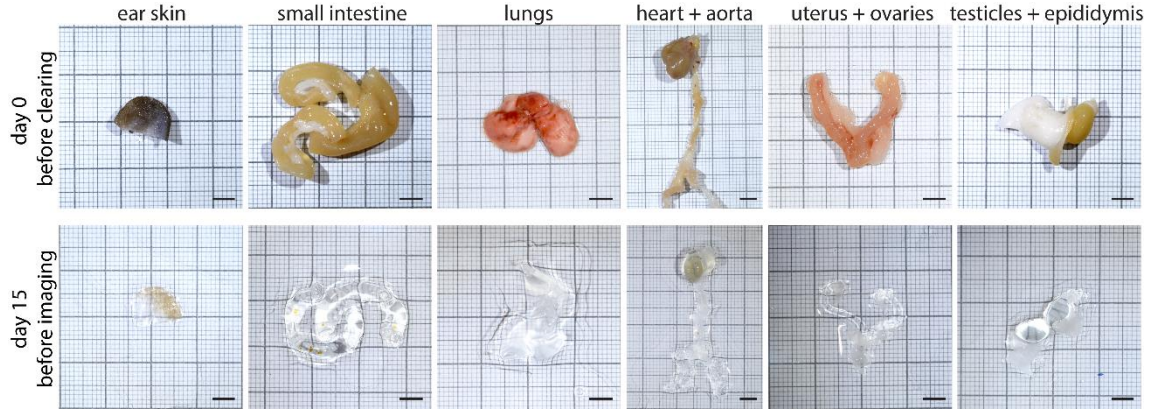 ear skin
small intestine
lungs
heart + aorta
uterus + ovaries
testicles + epididymis
day 0
before clearing
day 15
before imaging